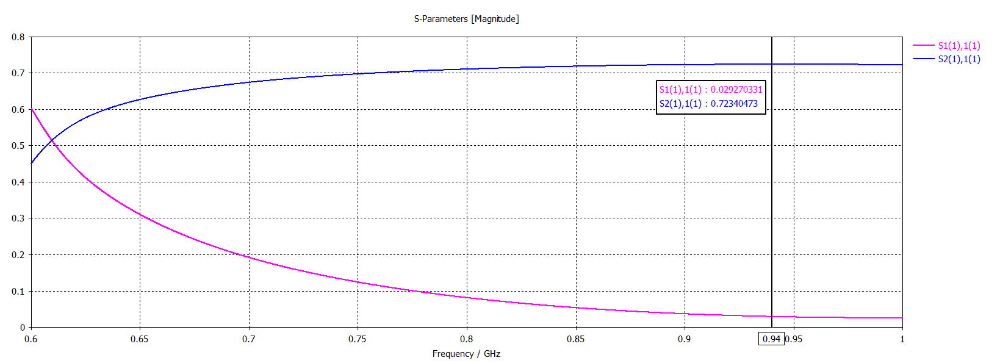 S-Parameters [Magnitude]
0.8
0.7
0.6
0.5
0.4
0.3
0.2
0.1
0
S1(1),1(1)
S2(1),1(1)
S1(1),1(1) : 0.029270331
S2(1),1(1) : 0.72340473
0.6 0.65 0.7 0.75 0.8 0.85 0.9 0.94 0.95 1
Frequency / GHz